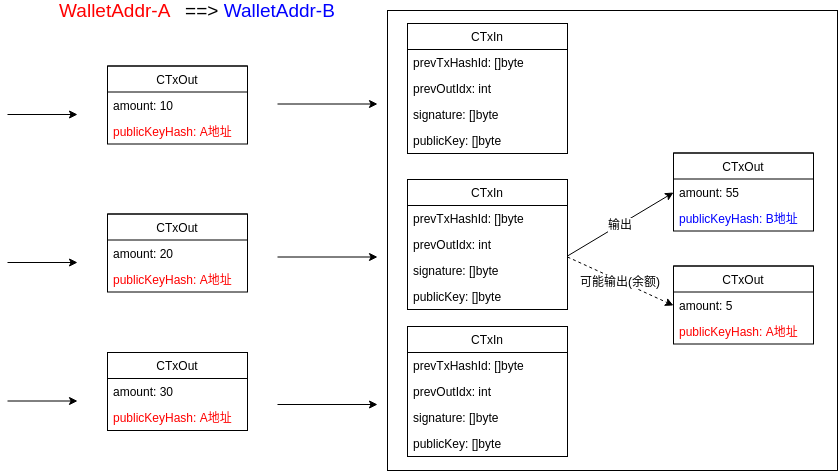 WalletAddr-A ==> WalletAddr-B
CTxOut
amount: 10
publicKeyHash: A地址
CTxOut
amount: 20
publicKeyHash: A地址
CTxOut
amount: 30
publicKeyHash: A地址
CTxIn
prevTxHashId: []byte
prevOutIdx: int
signature: []byte
publicKey: []byte
CTxIn
prevTxHashId: []byte
prevOutIdx: int
signature: []byte
publicKey: []byte
CTxIn
prevTxHashId: []byte
prevOutIdx: int
signature: []byte
publicKey: []byte
输出
可能输出(余额)
CTxOut
amount: 55
publicKeyHash: B地址
CTxOut
amount: 5
publicKeyHash: A地址